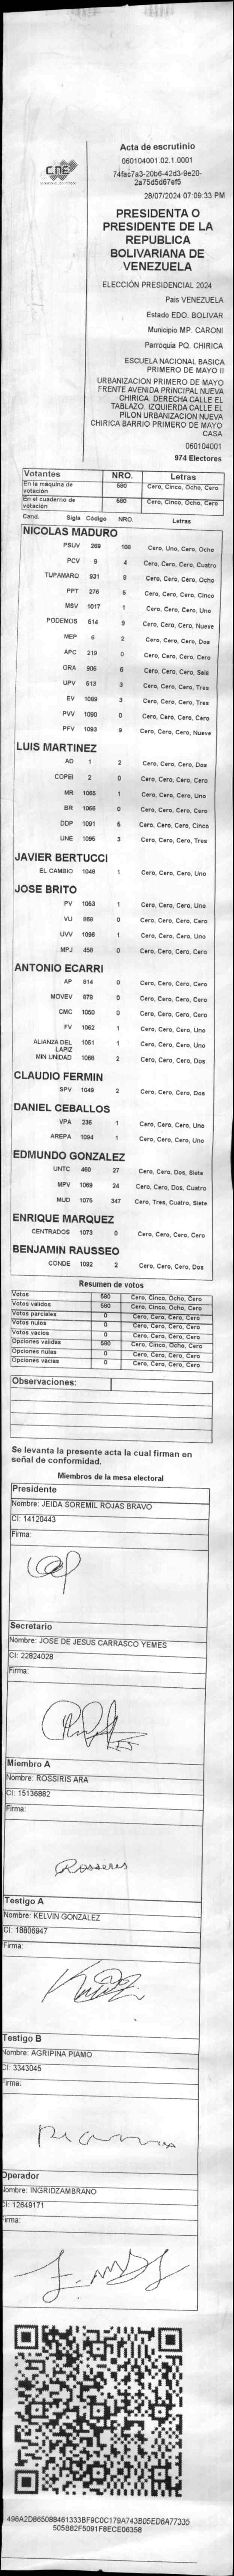 CNE
Acta de escrutinio
060104001.02.1.0001
74fac7a3-20b6-42d3-9e20-
2a75d5d67ef5
28/07/2024 07:09:33 PM
PRESIDENTA O
PRESIDENTE DE LA
REPUBLICA
BOLIVARIANA DE
VENEZUELA
ELECCIÓN PRESIDENCIAL 2024
Pais VENEZUELA
Estado EDO. BOLIVAR
Municipio MP. CARONI
Parroquia PQ. CHIRICA
ESCUELA NACIONAL BASICA
PRIMERO DE MAYO II
URBANIZACION PRIMERO DE MAYO
FRENTE AVENIDA PRINCIPAL NUEVA
CHIRICA. DERECHA CALLE EL
TABLAZO. IZQUIERDA CALLE EL
PILON URBANIZACION NUEVA
CHIRICA BARRIO PRIMERO DE MAYO
CASA
060104001
974 Electores
Votantes NRO. Letras
En la máquina de votación 580 Cero, Cinco, Ocho, Cero
En el cuaderno de votación 580 Cero, Cinco, Ocho, Cero
Cand. Sigla Código NRO. Letras
NICOLAS MADURO
PSUV 269 108 Cero, Uno, Cero, Ocho
PCV 9 4 Cero, Cero, Cero, Cuatro
TUPAMARO 931 8 Cero, Cero, Cero, Ocho
PPT 276 5 Cero, Cero, Cero, Cinco
MSV 1017 1 Cero, Cero, Cero, Uno
PODEMOS 514 9 Cero, Cero, Cero, Nueve
MEP 6 2 Cero, Cero, Cero, Dos
APC 219 0 Cero, Cero, Cero, Cero
ORA 906 6 Cero, Cero, Cero, Seis
UPV 513 3 Cero, Cero, Cero, Tres
EV 1089 3 Cero, Cero, Cero, Tres
PVV 1090 0 Cero, Cero, Cero, Cero
PFV 1093 9 Cero, Cero, Cero, Nueve
LUIS MARTINEZ
AD 1 2 Cero, Cero, Cero, Dos
COPEI 2 0 Cero, Cero, Cero, Cero
MR 1 Cero, Cero, Cero, Uno
BR 1066 0 Cero, Cero, Cero, Cero
DDP 1091 5 Cero, Cero, Cero, Cinco
UNE 1095 3 Cero, Cero, Cero, Tres
JAVIER BERTUCCI
EL CAMBIO 1048 1 Cero, Cero, Cero, Uno
JOSE BRITO
PV 1053 1 Cero, Cero, Cero, Uno
VU 868 0 Cero, Cero, Cero, Cero
UVV 1096 1 Cero, Cero, Cero, Uno
MPJ 458 0 Cero, Cero, Cero, Cero
ANTONIO ECARRI
AP 814 0 Cero, Cero, Cero, Cero
MOVEV 878 0 Cero, Cero, Cero, Cero
CMC 1050 0 Cero, Cero, Cero, Cero
FV 1062 1 Cero, Cero, Cero, Uno
ALIANZA DEL LAPIZ 1051 1 Cero, Cero, Cero, Uno
MIN UNIDAD 1068 2 Cero, Cero, Cero, Dos
CLAUDIO FERMIN
SPV 1049 2 Cero, Cero, Cero, Dos
DANIEL CEBALLOS
VPA 236 1 Cero, Cero, Cero, Uno
AREPA 1094 1 Cero, Cero, Cero, Uno
EDMUNDO GONZALEZ
UNTC 460 27 Cero, Cero, Dos, Siete
MPV 1069 24 Cero, Cero, Dos, Cuatro
MUD 1075 347 Cero, Tres, Cuatro, Siete
ENRIQUE MARQUEZ
CENTRADOS 1073 0 Cero, Cero, Cero, Cero
BENJAMIN RAUSSEO
CONDE 1092 2 Cero, Cero, Cero, Dos
Resumen de votos
Votos 580 Cero, Cinco, Ocho, Cero
Votos validos 580 Cero, Cinco, Ocho, Cero
Votos parciales 0 Cero, Cero, Cero, Cero
Votos nulos 0 Cero, Cero, Cero, Cero
Votos vacios 0 Cero, Cero, Cero, Cero
Opciones validas 580 Cero, Cinco, Ocho, Cero
Opciones nulas 0 Cero, Cero, Cero, Cero
Opciones vacias 0 Cero, Cero, Cero, Cero
Observaciones:
Se levanta la presente acta la cual firman en
señal de conformidad.
Miembros de la mesa electoral
Presidente
Nombre: JEIDA SOREMIL ROJAS BRAVO
CI: 14120443
Firma:
Secretario
Nombre: JOSE DE JESUS CARRASCO YEMES
CI: 22824028
Firma:
Miembro A
Nombre: ROSSIRIS ARA
CI: 15136882
Firma:
Rosseris
Testigo A
Nombre: KELVIN GONZALEZ
CI: 18806947
Firma:
Testigo B
Nombre: AGRIPINA PIAMO
CI: 3343045
Firma:
Operador
Nombre: INGRIDZAMBRANO
CI: 12649171
Firma:
496A2D865088461333BF9C0C179A743B05ED6A77335
505B82F5091F8ECE06358